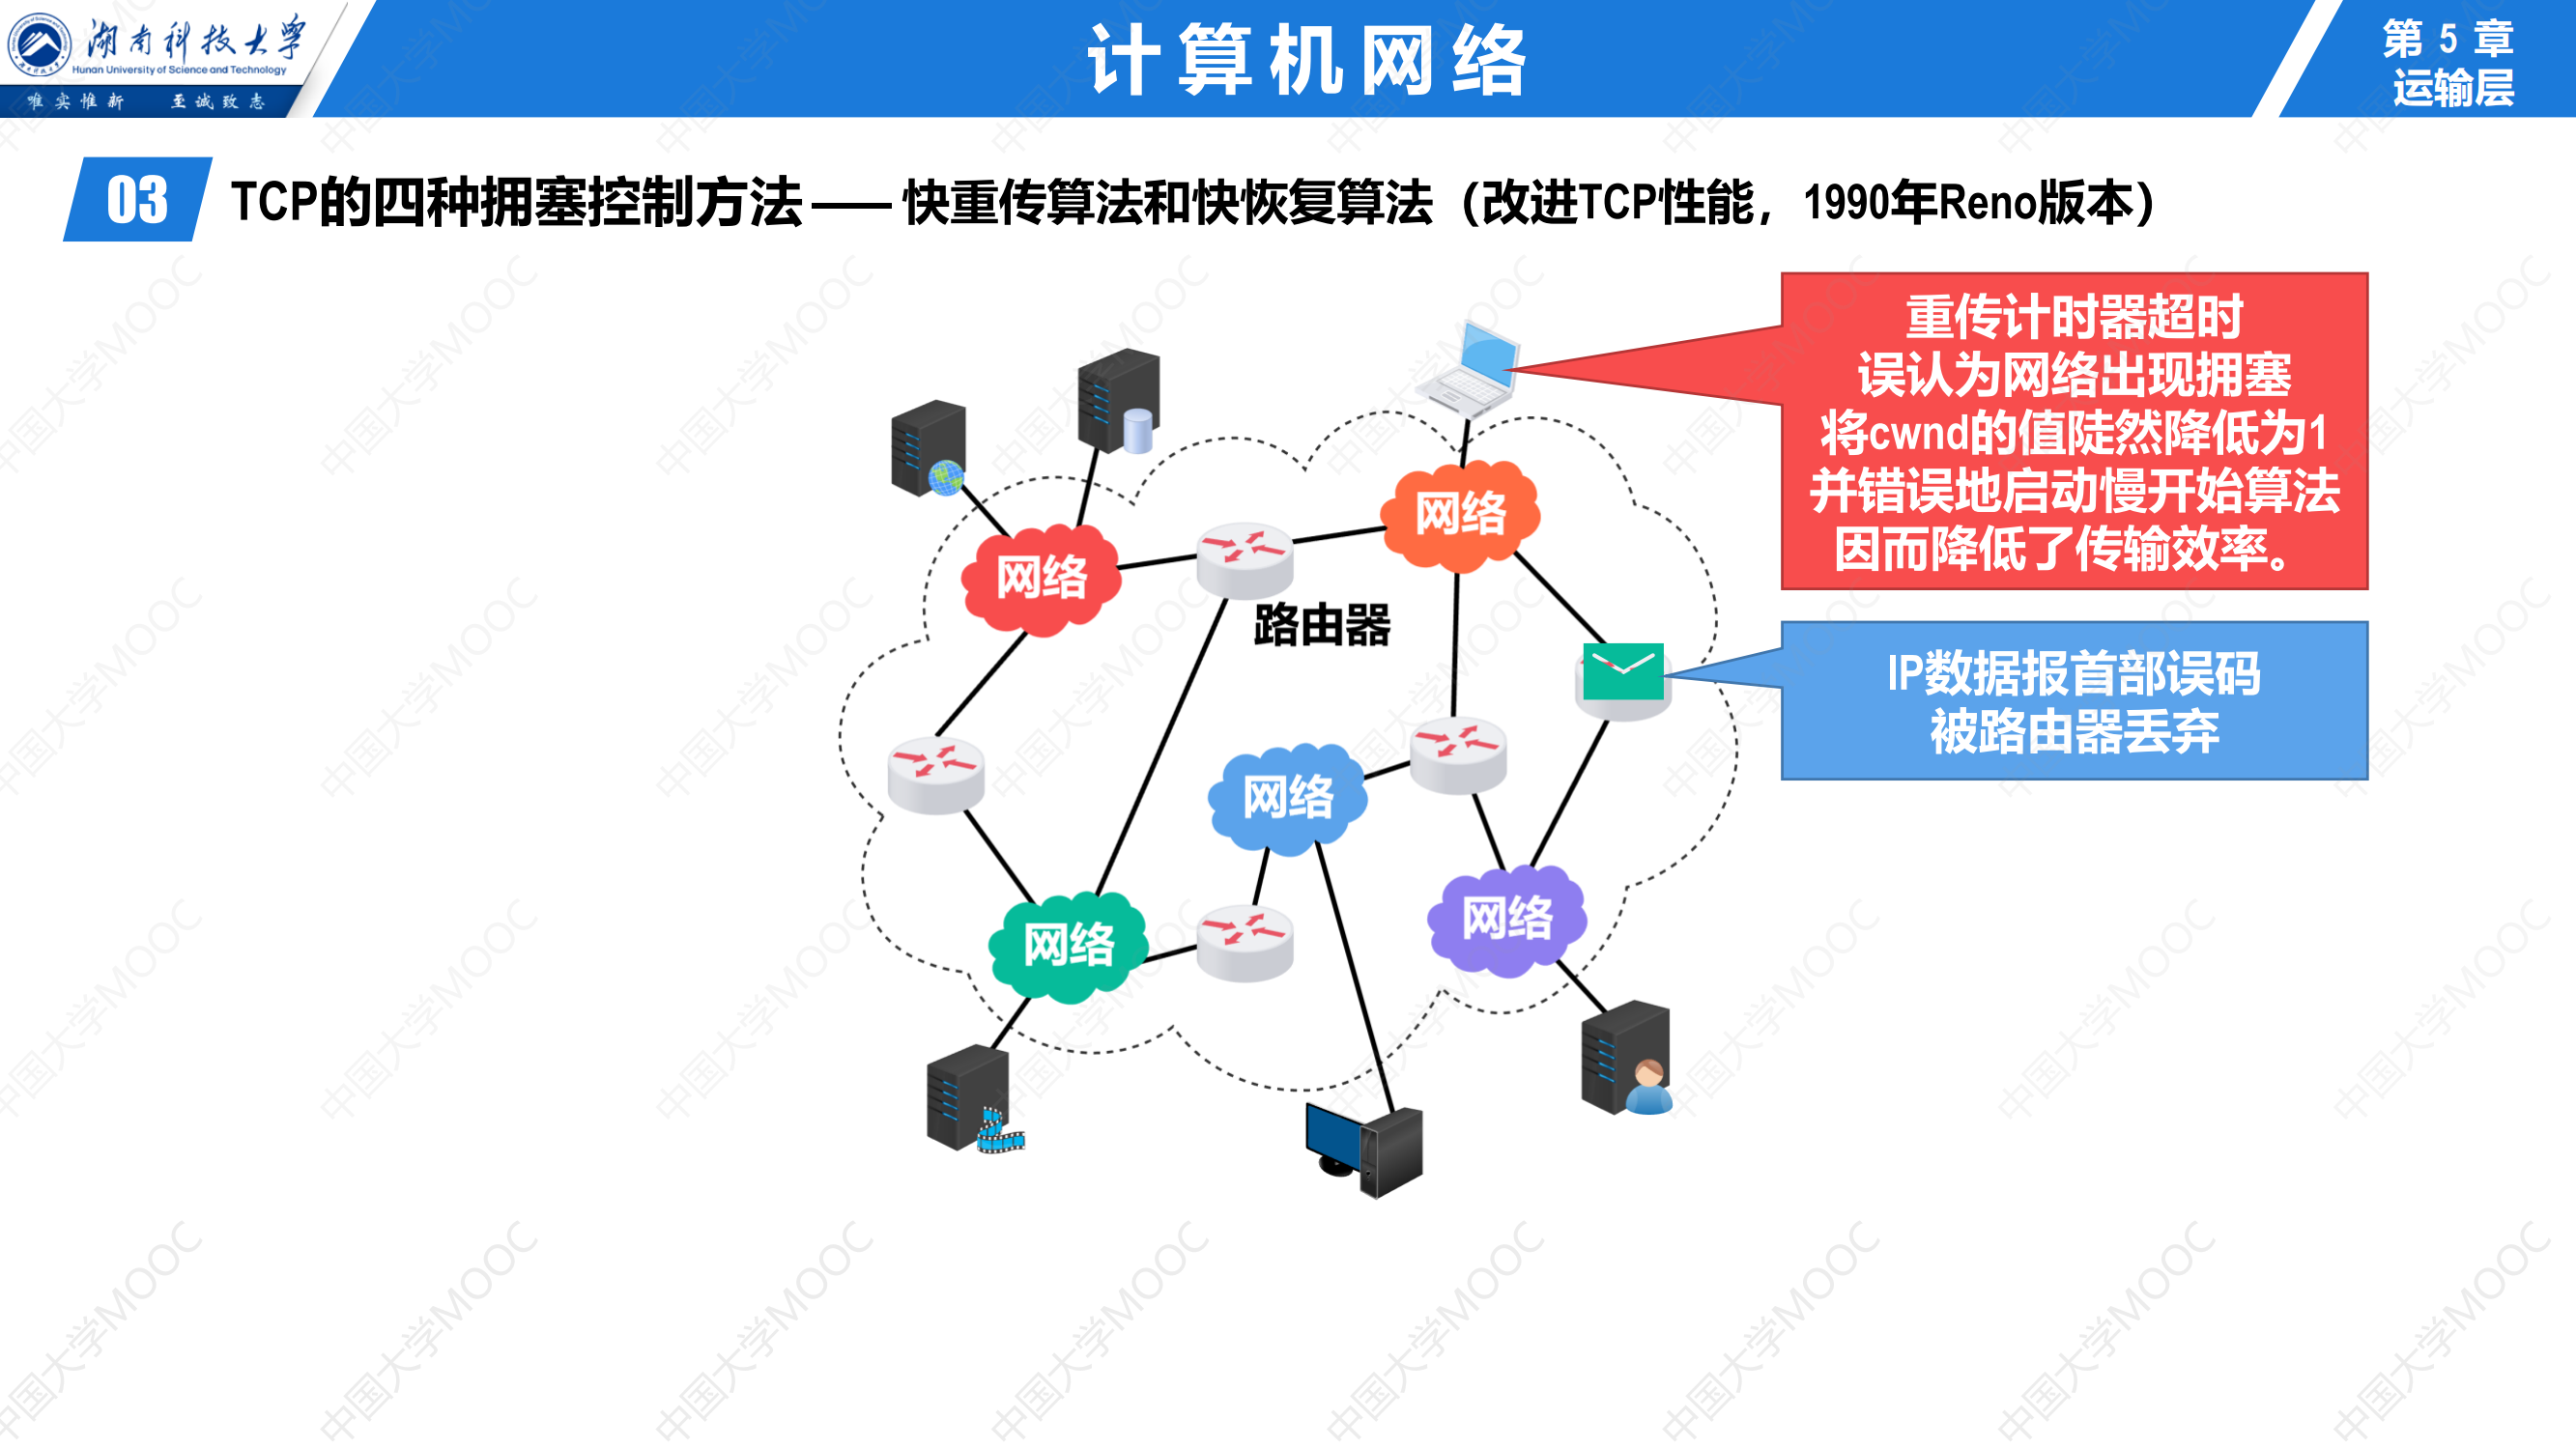 湖南科技大学
Hunan University of Science and Technology
唯实惟新 至诚致志
计算机网络
第 5 章
运输层
03 TCP的四种拥塞控制方法 —— 快重传算法和快恢复算法（改进TCP性能，1990年Reno版本）
重传计时器超时
误认为网络出现拥塞
将cwnd的值陡然降低为1
并错误地启动慢开始算法
因而降低了传输效率。
网络
网络
路由器
IP数据报首部误码
被路由器丢弃
网络
网络
网络
中国大学MOOC